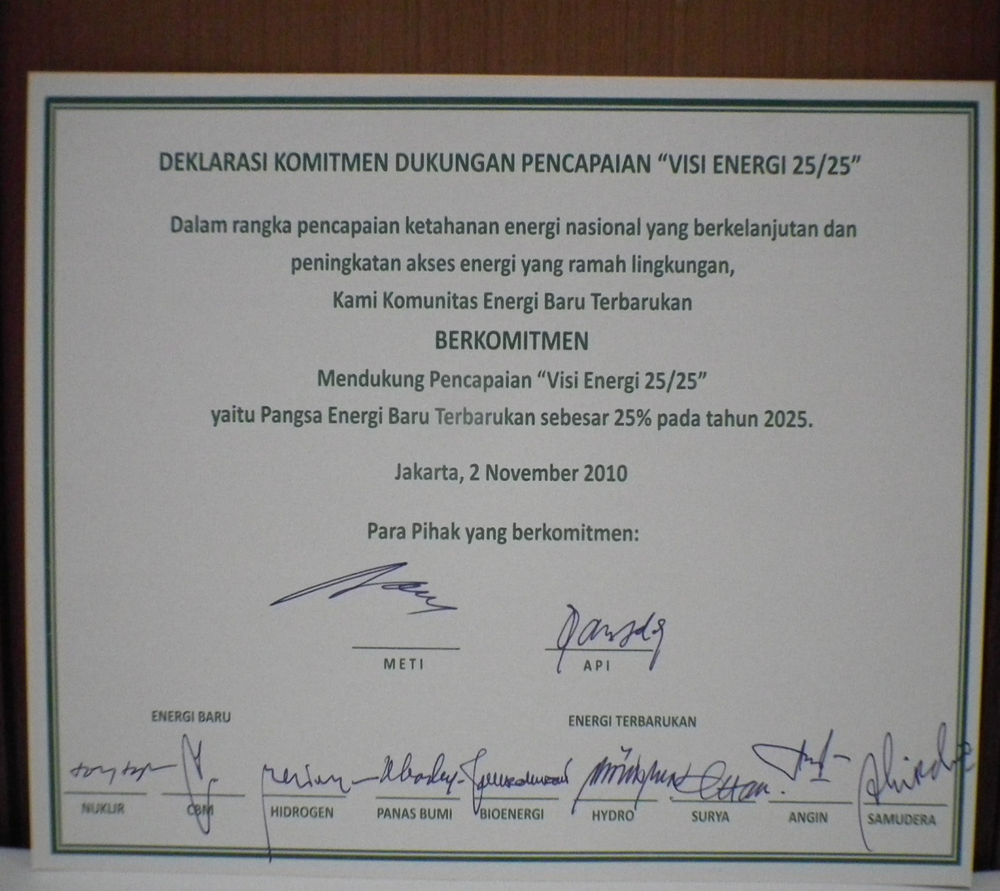 DEKLARASI KOMITMEN DUKUNGAN PENCAPAIAN “VISI ENERGI 25/25”
Dalam rangka pencapaian ketahanan energi nasional yang berkelanjutan dan
peningkatan akses energi yang ramah lingkungan,
Kami Komunitas Energi Baru Terbarukan
BERKOMITMEN
Mendukung Pencapaian “Visi Energi 25/25”
yaitu Pangsa Energi Baru Terbarukan sebesar 25% pada tahun 2025.
Jakarta, 2 November 2010
Para Pihak yang berkomitmen:
METI API
ENERGI BARU ENERGI TERBARUKAN
NUKLIR CBM HIDROGEN PANAS BUMI BIOENERGI HYDRO SURYA ANGIN SAMUDERA